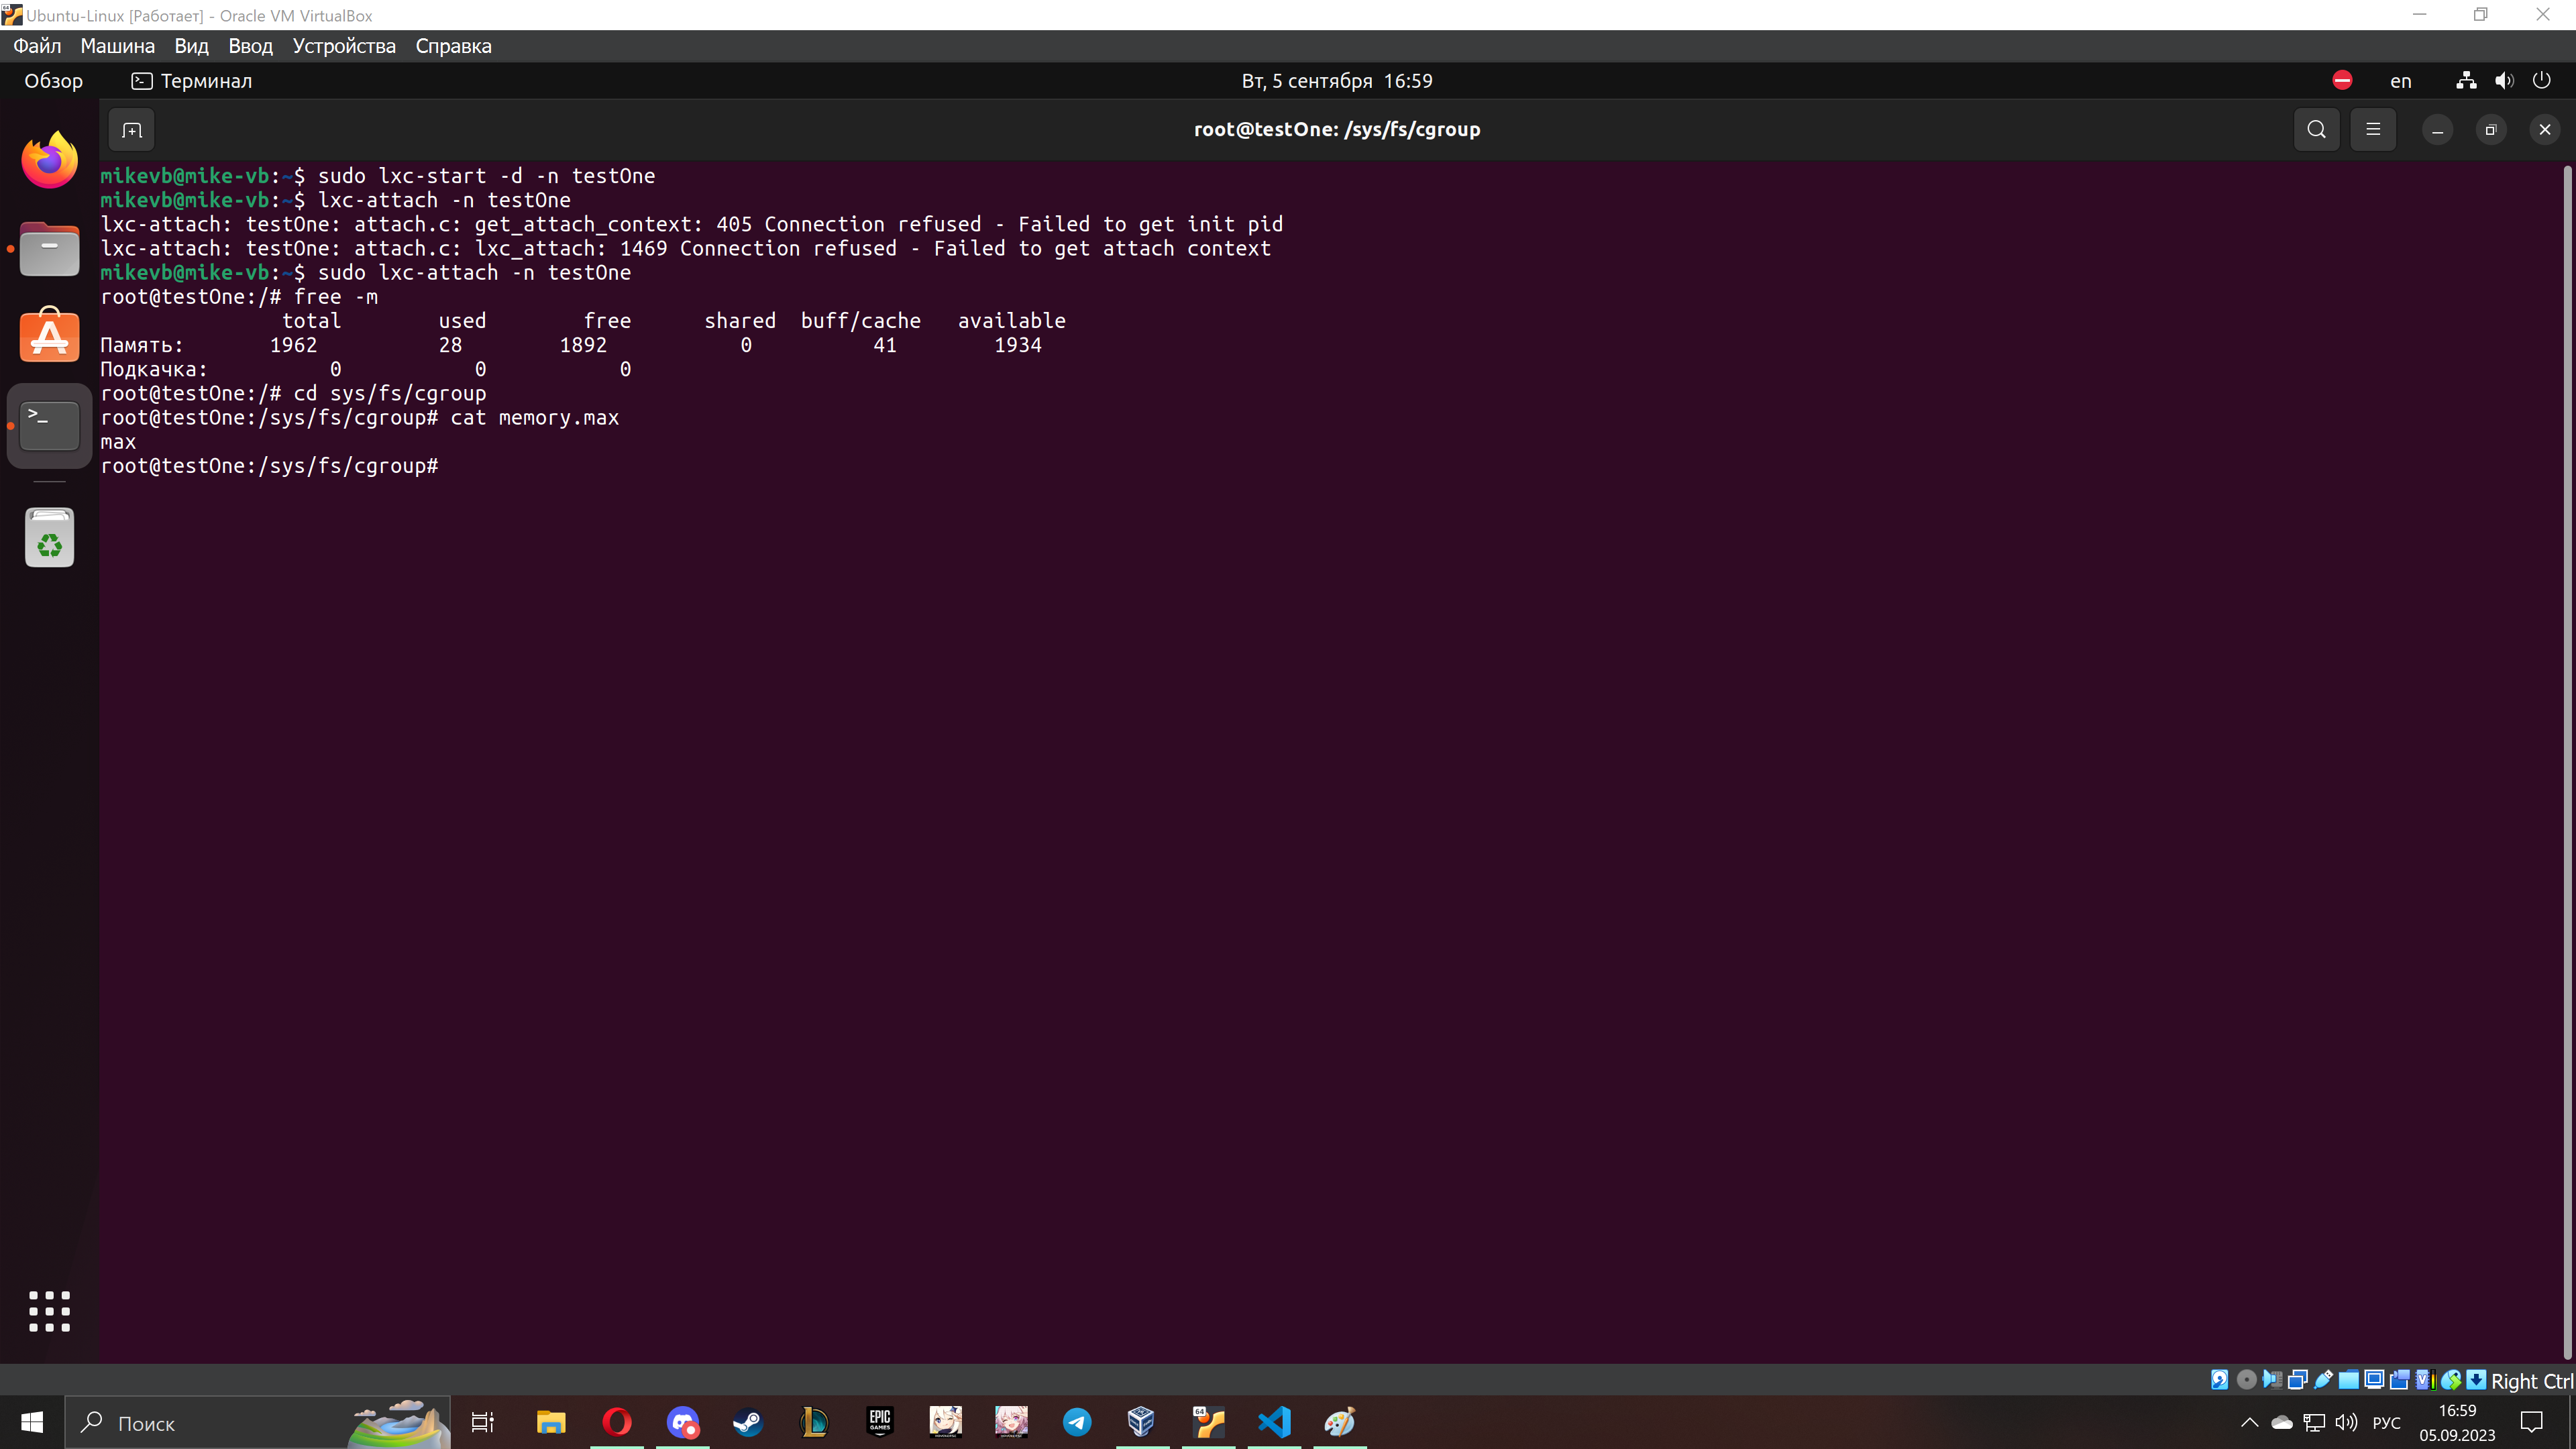 Ubuntu-Linux [Работает] - Oracle VM VirtualBox
Файл Машина Вид Ввод Устройства Справка
Обзор Терминал Вт, 5 сентября 16:59 en
root@testOne: /sys/fs/cgroup
mikevb@mike-vb:~$ sudo lxc-start -d -n testOne
mikevb@mike-vb:~$ lxc-attach -n testOne
lxc-attach: testOne: attach.c: get_attach_context: 405 Connection refused - Failed to get init pid
lxc-attach: testOne: attach.c: lxc_attach: 1469 Connection refused - Failed to get attach context
mikevb@mike-vb:~$ sudo lxc-attach -n testOne
root@testOne:/# free -m
total used free shared buff/cache available
Память: 1962 28 1892 0 41 1934
Подкачка: 0 0 0
root@testOne:/# cd sys/fs/cgroup
root@testOne:/sys/fs/cgroup# cat memory.max
max
root@testOne:/sys/fs/cgroup#
Right Ctrl
Поиск
EPIC
GAMES
64
РУС
16:59
05.09.2023